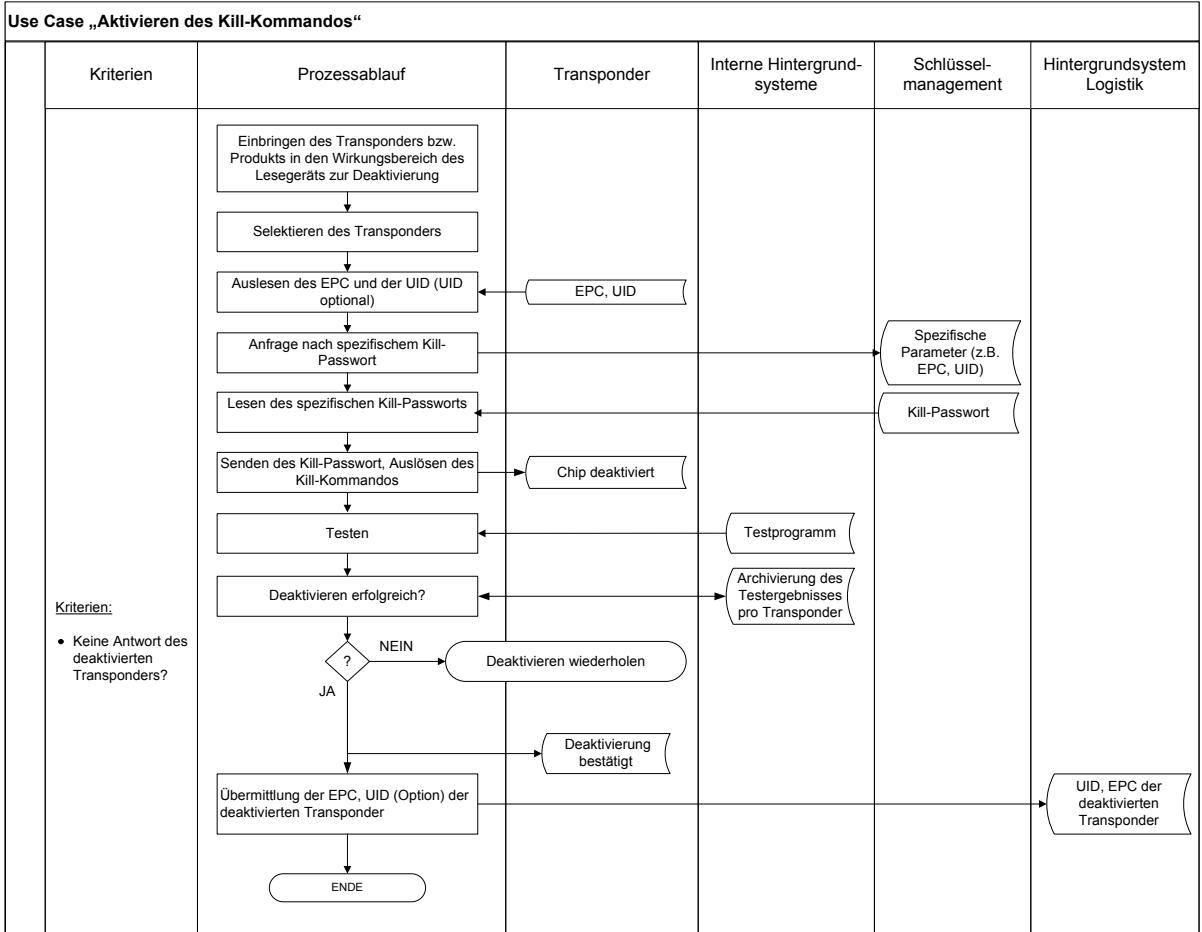 Use Case „Aktivieren des Kill-Kommandos“
Kriterien
Prozessablauf
Transponder
Interne Hintergrund-
systeme
Schlüssel-
management
Hintergrundsystem
Logistik
Einbringen des Transponders bzw.
Produkts in den Wirkungsbereich des
Lesegeräts zur Deaktivierung
Selektieren des Transponders
Auslesen des EPC und der UID (UID
optional)
EPC, UID
Anfrage nach spezifischem Kill-
Passwort
Spezifische
Parameter (z.B.
EPC, UID)
Lesen des spezifischen Kill-Passworts
Kill-Passwort
Senden des Kill-Passwort, Auslösen des
Kill-Kommandos
Chip deaktiviert
Testen
Testprogramm
Deaktivieren erfolgreich?
Archivierung des
Testergebnisses
pro Transponder
Kriterien:
• Keine Antwort des
deaktivierten
Transponders?
?
NEIN
Deaktivieren wiederholen
JA
Deaktivierung
bestätigt
Übermittlung der EPC, UID (Option) der
deaktivierten Transponder
UID, EPC der
deaktivierten
Transponder
ENDE